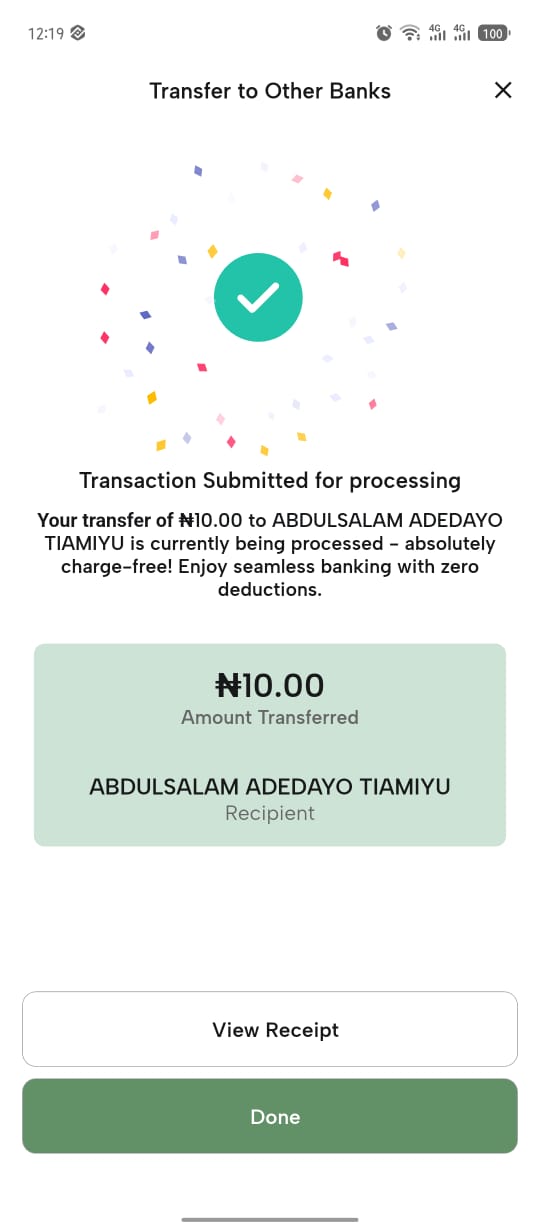 12:19
4G 4G 100
Transfer to Other Banks
Transaction Submitted for processing
Your transfer of ₦10.00 to ABDULSALAM ADEDAYO
TIAMIYU is currently being processed – absolutely
charge-free! Enjoy seamless banking with zero
deductions.
₦10.00
Amount Transferred
ABDULSALAM ADEDAYO TIAMIYU
Recipient
View Receipt
Done